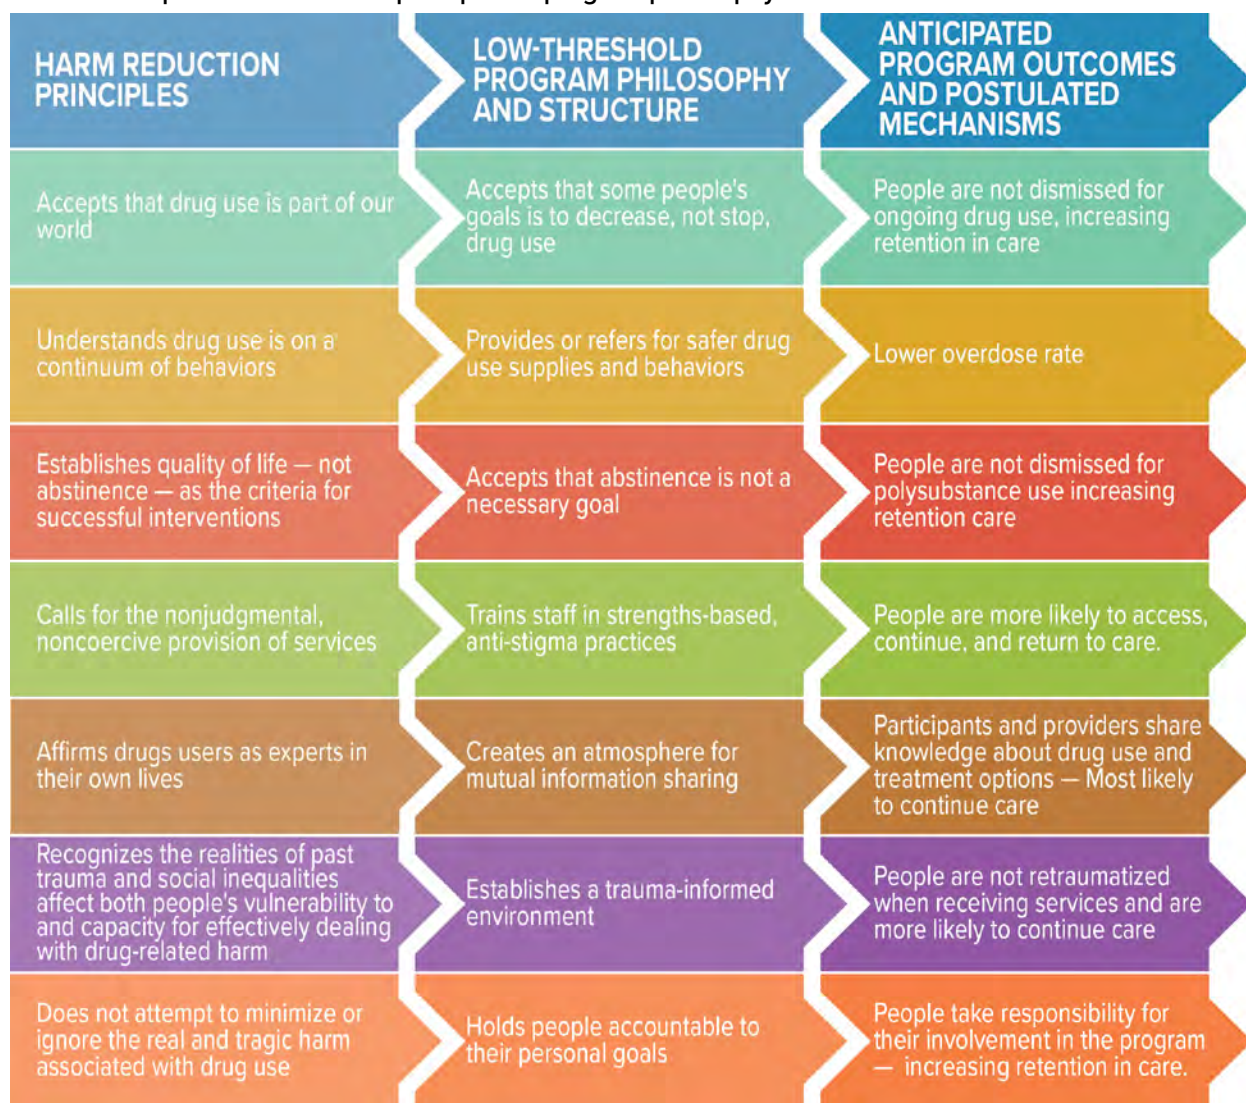 HARM REDUCTION
PRINCIPLES
LOW-THRESHOLD
PROGRAM PHILOSOPHY
AND STRUCTURE
ANTICIPATED
PROGRAM OUTCOMES
AND POSTULATED
MECHANISMS
Accepts that drug use is part of our
world
Accepts that some people's
goals is to decrease, not stop,
drug use
People are not dismissed for
ongoing drug use, increasing
retention in care
Understands drug use is on a
continuum of behaviors
Provides or refers for safer drug
use supplies and behaviors
Lower overdose rate
Establishes quality of life — not
abstinence — as the criteria for
successful interventions
Accepts that abstinence is not a
necessary goal
People are not dismissed for
polysubstance use increasing
retention care
Calls for the nonjudgmental,
noncoercive provision of services
Trains staff in strengths-based,
anti-stigma practices
People are more likely to access,
continue, and return to care.
Affirms drugs users as experts in
their own lives
Creates an atmosphere for
mutual information sharing
Participants and providers share
knowledge about drug use and
treatment options — Most likely
to continue care
Recognizes the realities of past
trauma and social inequalities
affect both people's vulnerability to
and capacity for effectively dealing
with drug-related harm
Establishes a trauma-informed
environment
People are not retraumatized
when receiving services and are
more likely to continue care
Does not attempt to minimize or
ignore the real and tragic harm
associated with drug use
Holds people accountable to
their personal goals
People take responsibility for
their involvement in the program
— increasing retention in care.